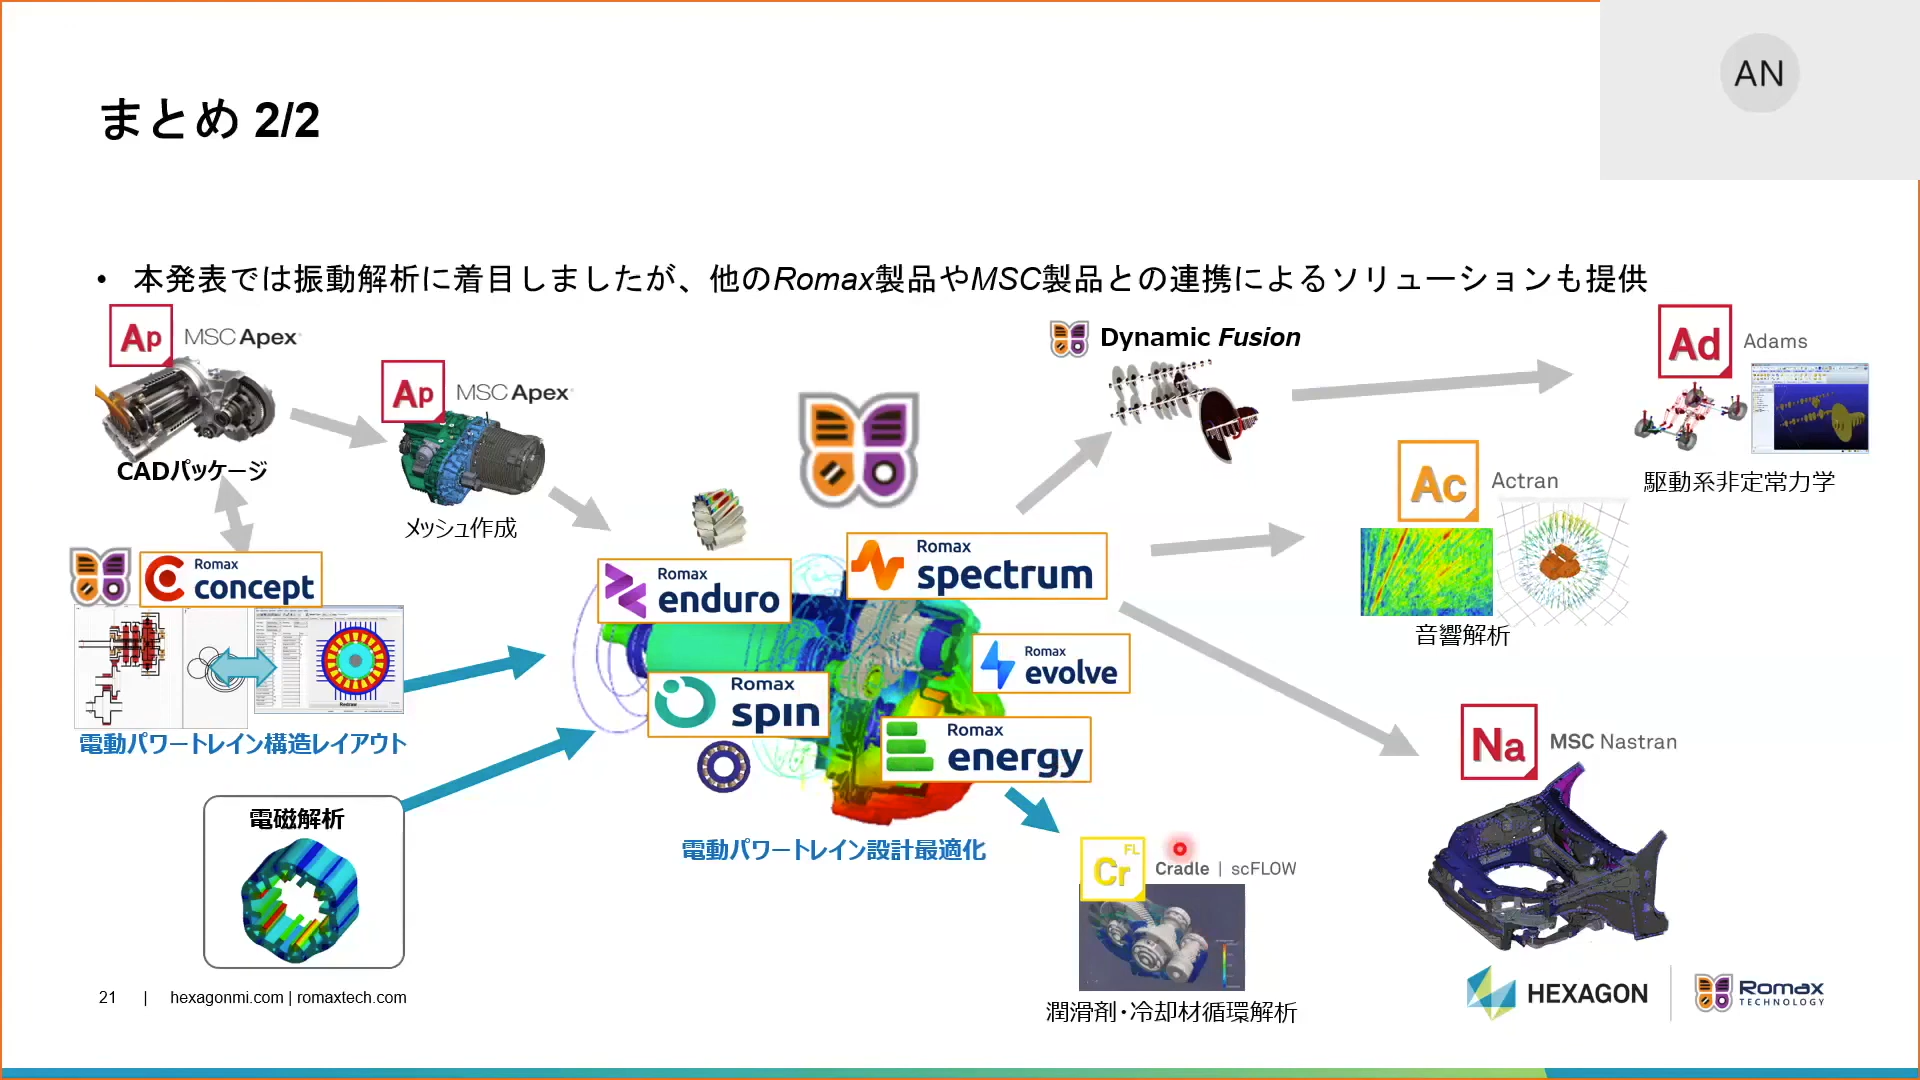 AN
まとめ 2/2
• 本発表では振動解析に着目しましたが、他のRomax製品やMSC製品との連携によるソリューションも提供
Ap MSC Apex
CADパッケージ
Ap MSC Apex
メッシュ作成
Dynamic Fusion
Ad Adams
駆動系非定常力学
Ac Actran
音響解析
Romax
concept
電動パワートレイン構造レイアウト
Romax
enduro
Romax
spectrum
Romax
evolve
Romax
spin
Romax
energy
電動パワートレイン設計最適化
電磁解析
Na MSC Nastran
FL
Cr Cradle | scFLOW
潤滑剤・冷却材循環解析
21 | hexagonmi.com | romaxtech.com
HEXAGON
Romax
TECHNOLOGY